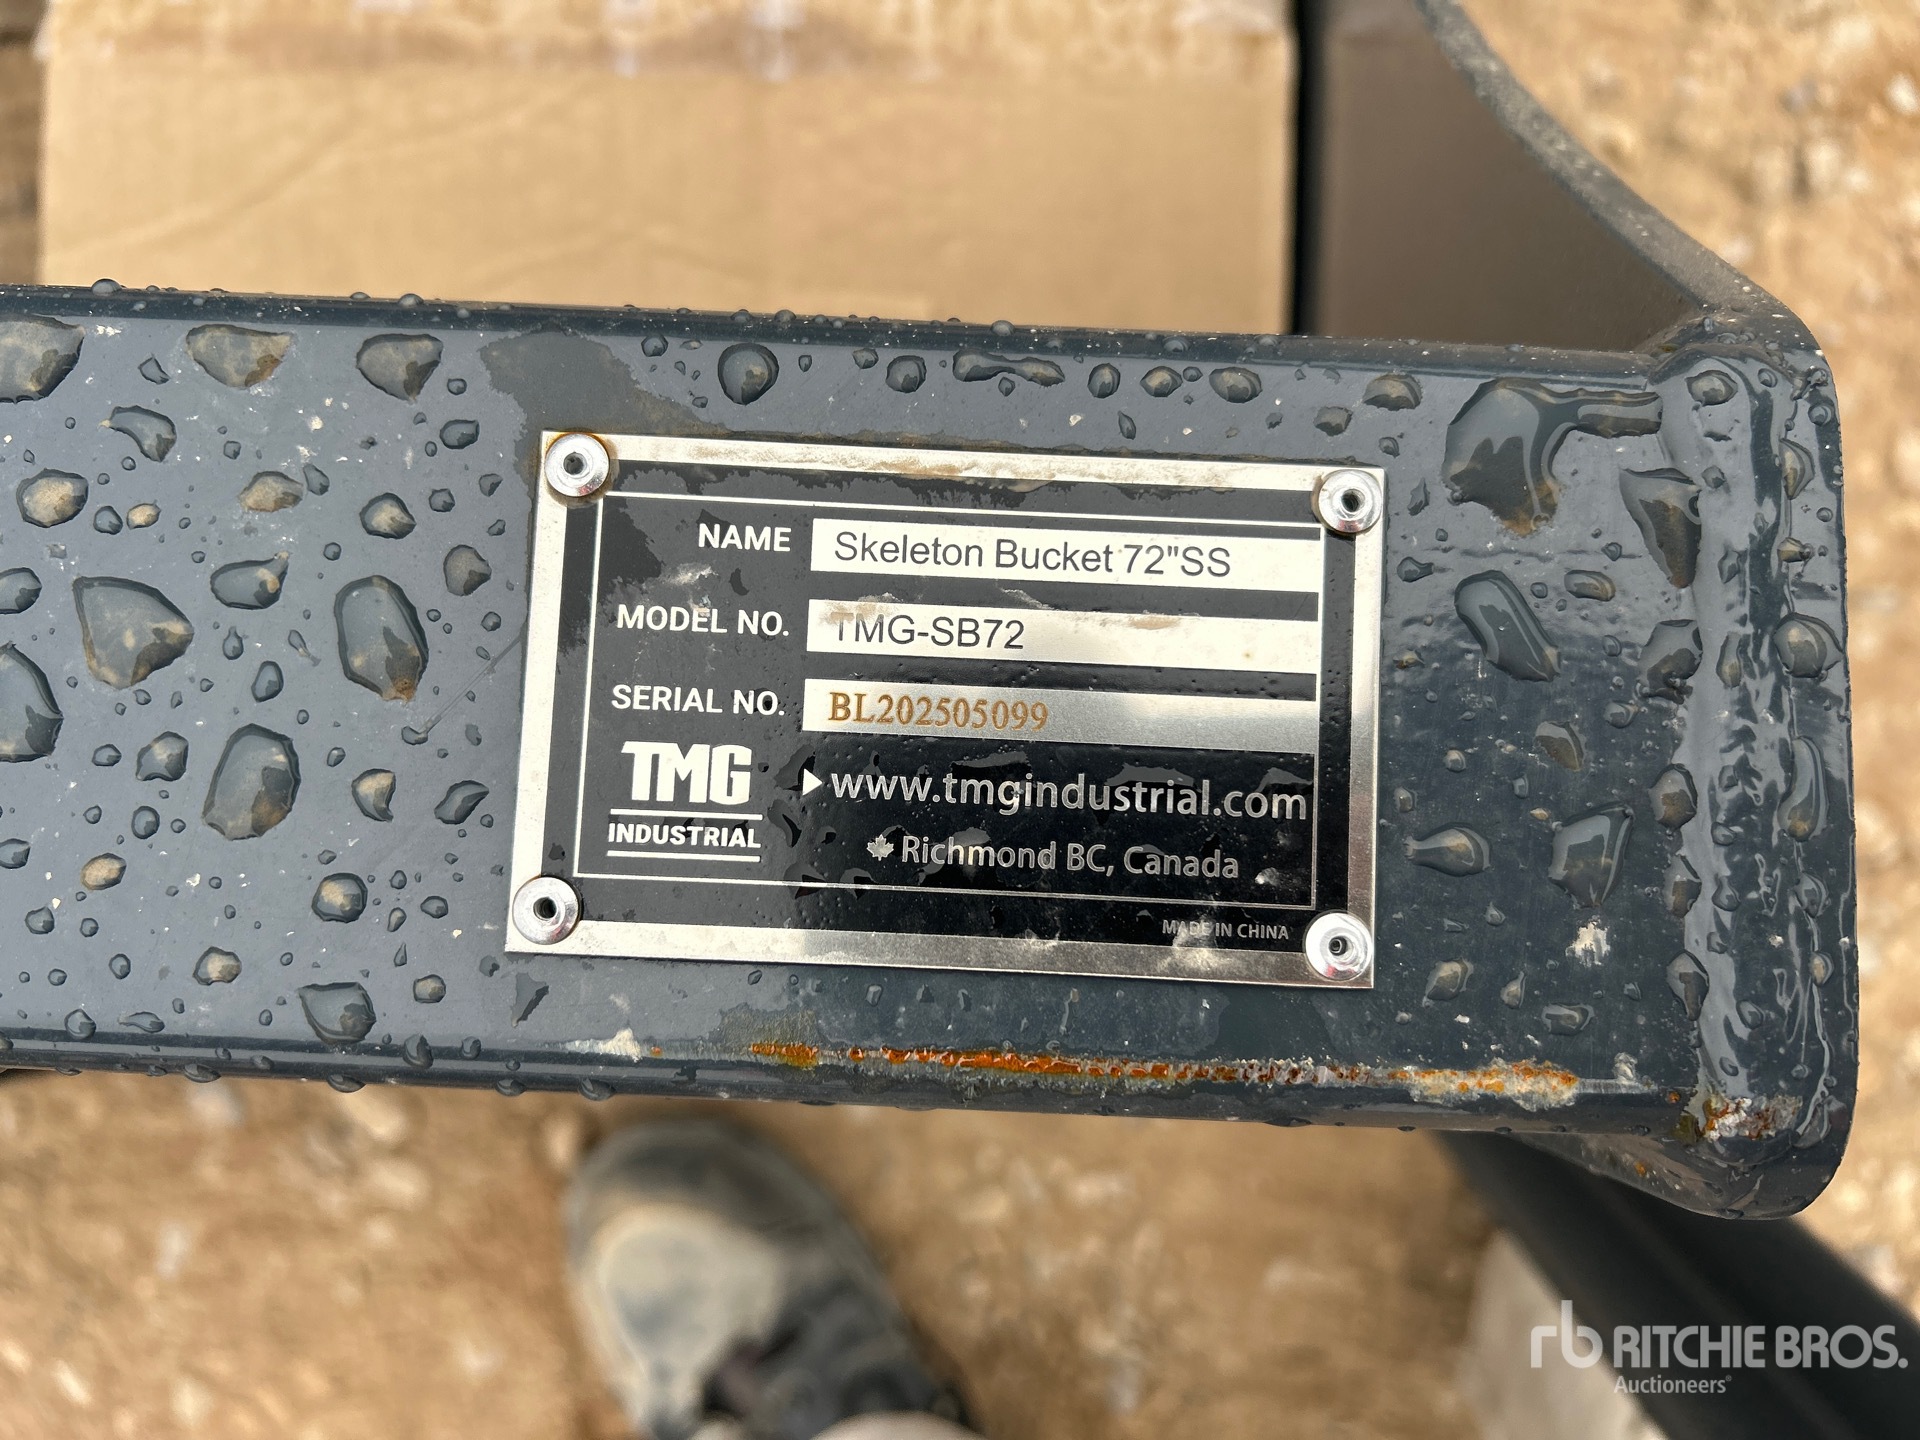 NAME Skeleton Bucket 72"SS
MODEL NO. TMG-SB72
SERIAL NO. BL202505099
TMG
INDUSTRIAL
www.tmgindustrial.com
Richmond BC, Canada
MADE IN CHINA
rb RITCHIE BROS.
Auctioneers®